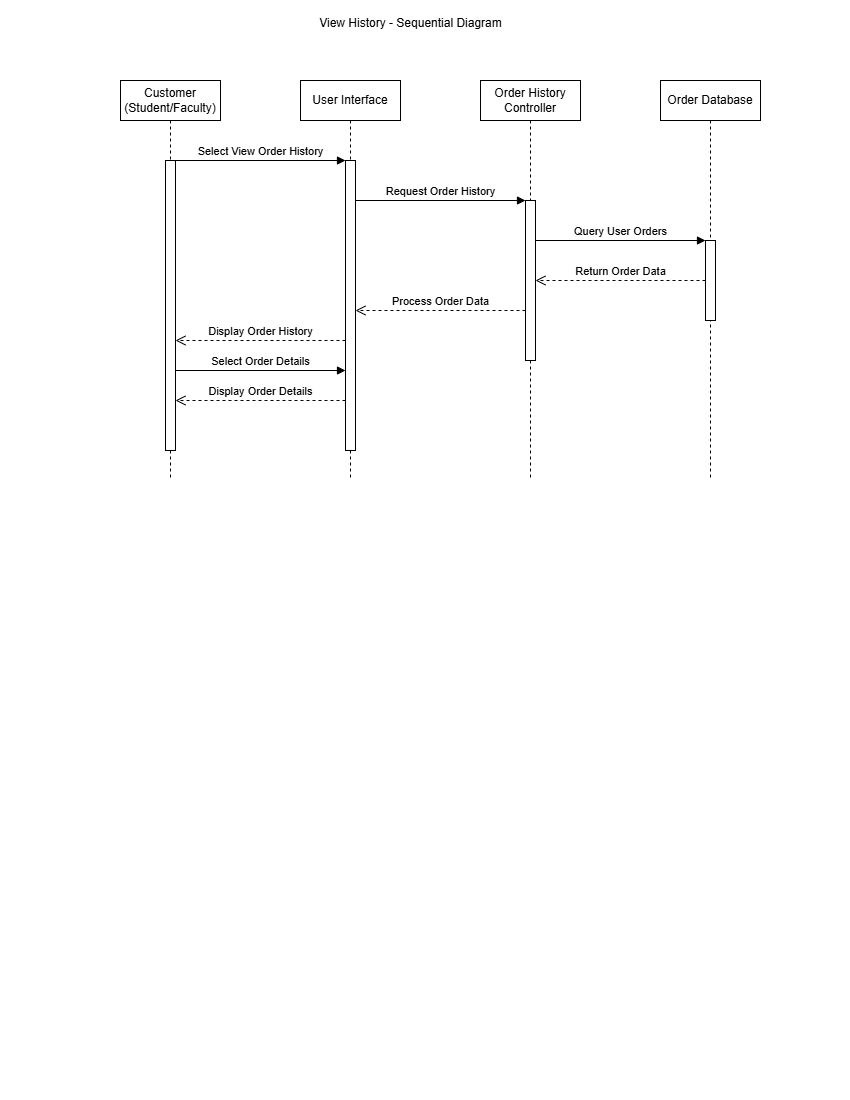 View History - Sequential Diagram
Customer
(Student/Faculty)
User Interface
Order History
Controller
Order Database
Select View Order History
Request Order History
Query User Orders
Return Order Data
Process Order Data
Display Order History
Select Order Details
Display Order Details